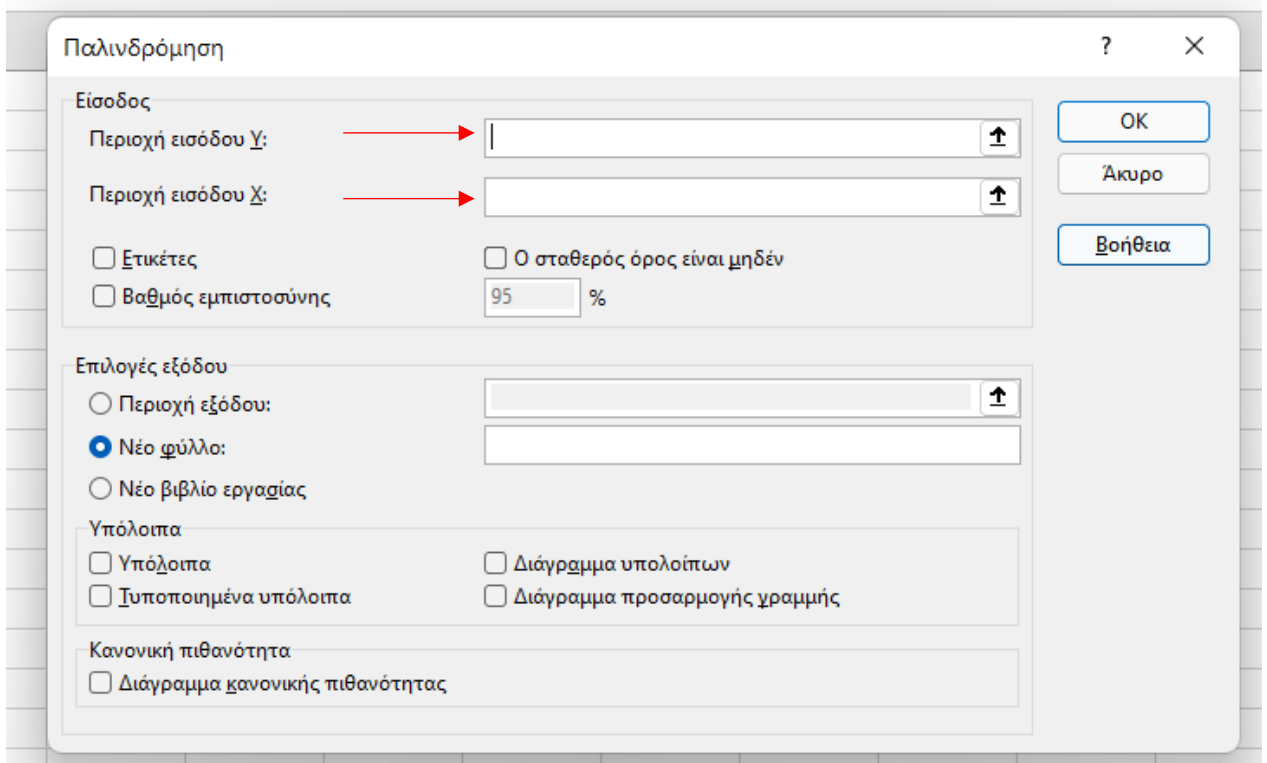 Παλινδρόμηση ?
Είσοδος
Περιοχή εισόδου Y:
Περιοχή εισόδου X:
Ετικέτες
Ο σταθερός όρος είναι μηδέν
Βαθμός εμπιστοσύνης
95 %
OK
Άκυρο
Βοήθεια
Επιλογές εξόδου
Περιοχή εξόδου:
Νέο φύλλο:
Νέο βιβλίο εργασίας
Υπόλοιπα
Υπόλοιπα
Διάγραμμα υπολοίπων
Τυποποιημένα υπόλοιπα
Διάγραμμα προσαρμογής γραμμής
Κανονική πιθανότητα
Διάγραμμα κανονικής πιθανότητας